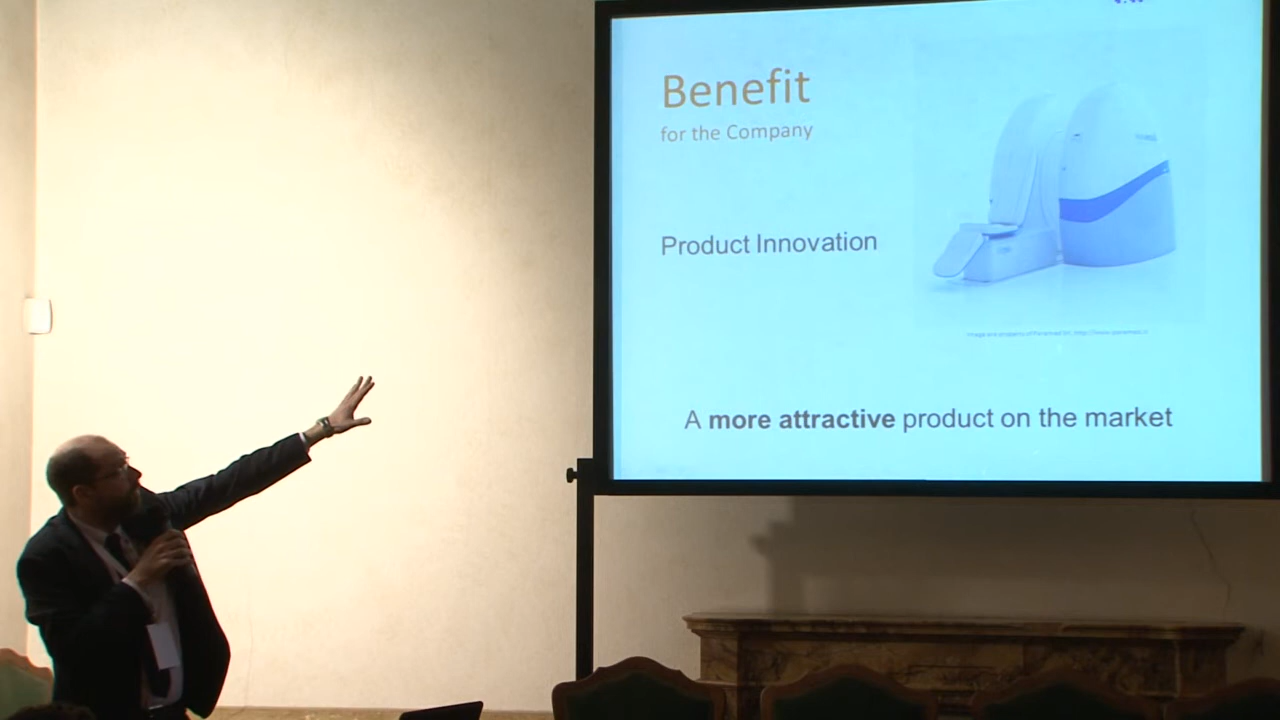 Benefit
for the Company
Product Innovation
A more attractive product on the market